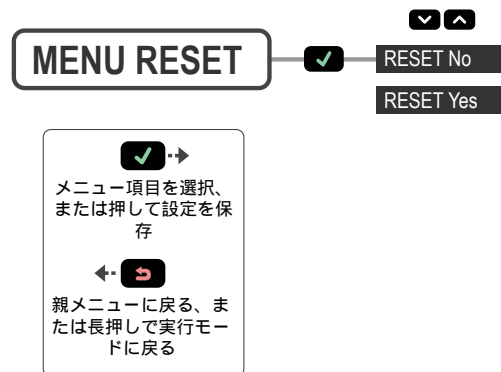 MENU RESET
RESET No
RESET Yes
メニュー項目を選択、
または押して設定を保
存
親メニューに戻る、ま
たは長押しで実行モー
ドに戻る